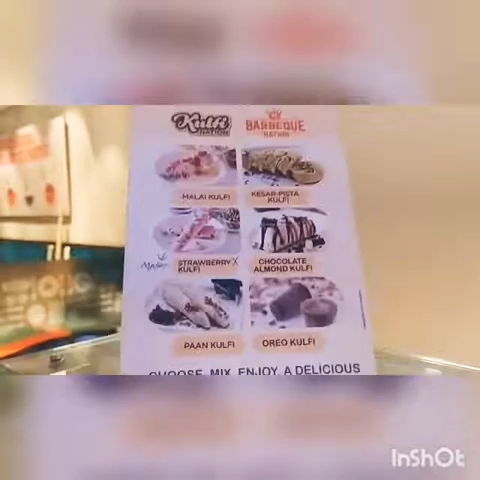 Kulfi
NATION
BARBEQUE
NATION
MALAI KULFI
KESAR-PISTA
KULFI
STRAWBERRY X
KULFI
CHOCOLATE
ALMOND KULFI
PAAN KULFI
OREO KULFI
CHOOSE, MIX, ENJOY A DELICIOUS
InShOt